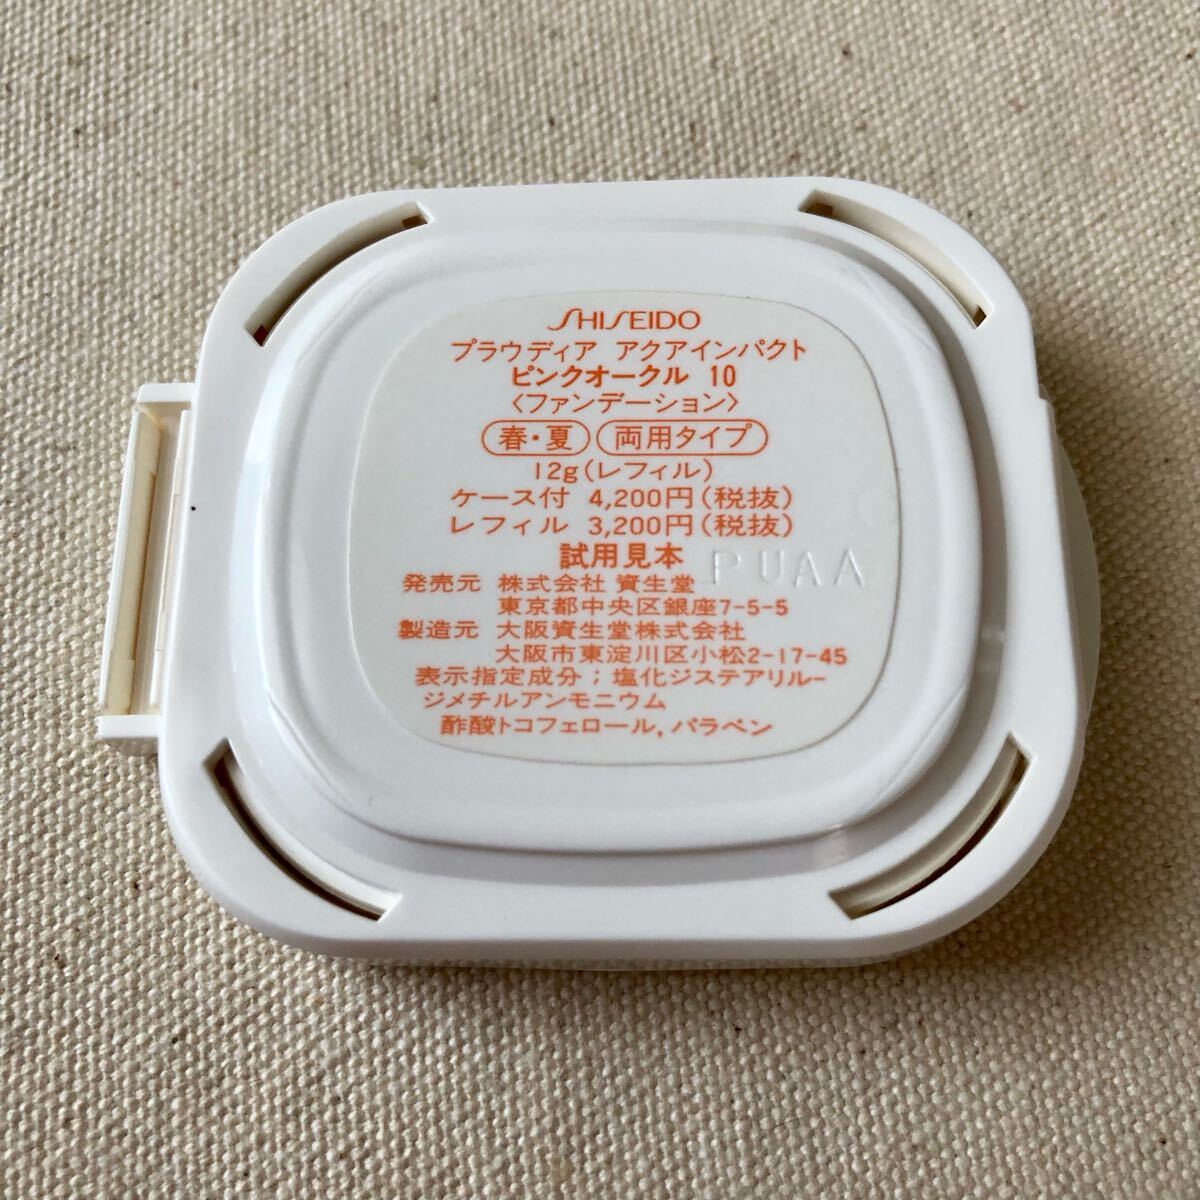 SHISEIDO
プラウディア アクアインパクト
ピンクオークル 10
〈ファンデーション〉
春・夏 両用タイプ
12g(レフィル)
ケース付 4,200円(税抜)
レフィル 3,200円(税抜)
試用見本
PUAA
発売元 株式会社 資生堂
東京都中央区銀座7-5-5
製造元 大阪資生堂株式会社
大阪市東淀川区小松2-17-45
表示指定成分;塩化ジステアリル-
ジメチルアンモニウム
酢酸トコフェロール,パラベン